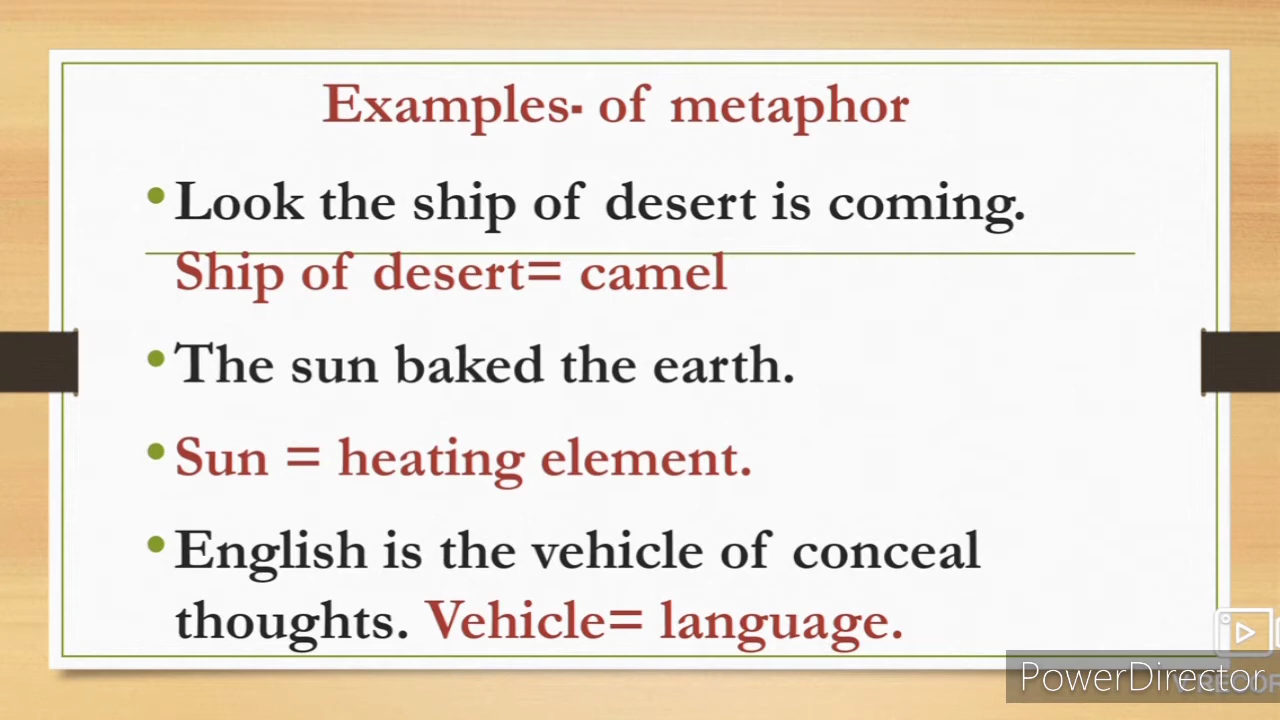 Examples- of metaphor
• Look the ship of desert is coming.
Ship of desert= camel
• The sun baked the earth.
• Sun = heating element.
• English is the vehicle of conceal
thoughts. Vehicle= language.
PowerDirector